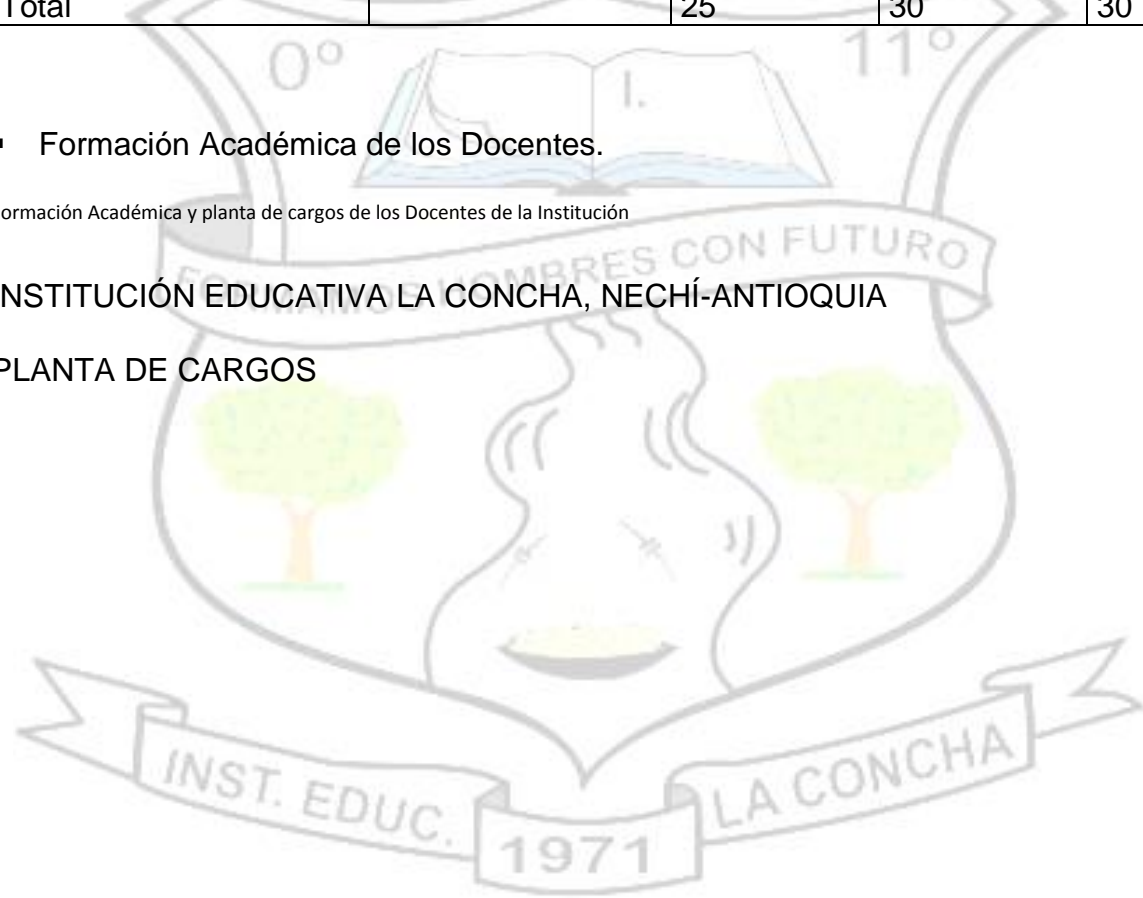 Total 25 30 30
0° 11°
I.
▪ Formación Académica de los Docentes.
ormación Académica y planta de cargos de los Docentes de la Institución
FORMAMOS HOMBRES CON FUTURO
NSTITUCIÓN EDUCATIVA LA CONCHA, NECHÍ-ANTIOQUIA
PLANTA DE CARGOS
INST. EDUC. 1971 LA CONCHA